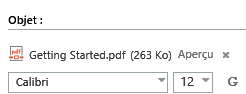 Objet :
Getting Started.pdf (263 Ko) Aperçu ×
Calibri 12 G